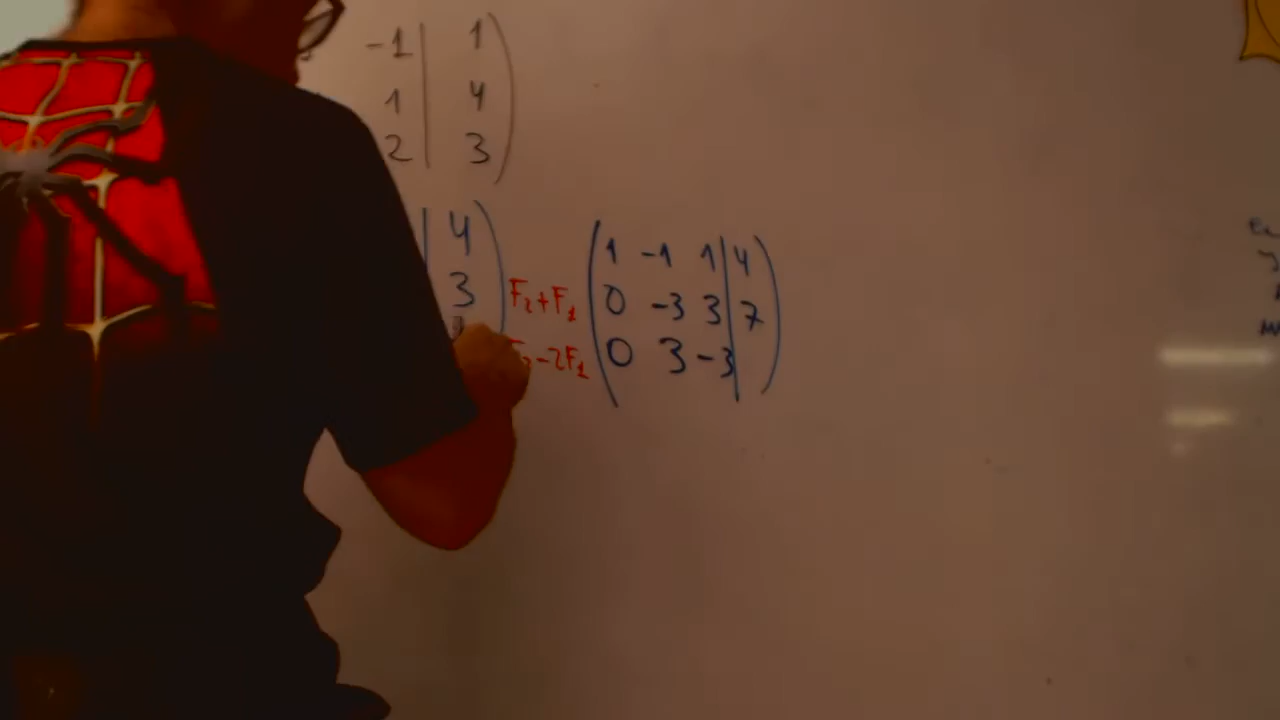 -1 | 1
1 | 4
2 | 3
4
3
F₂+F₁
-2F₁
1 -1 1 | 4
0 -3 3 | 7
0 3 -3